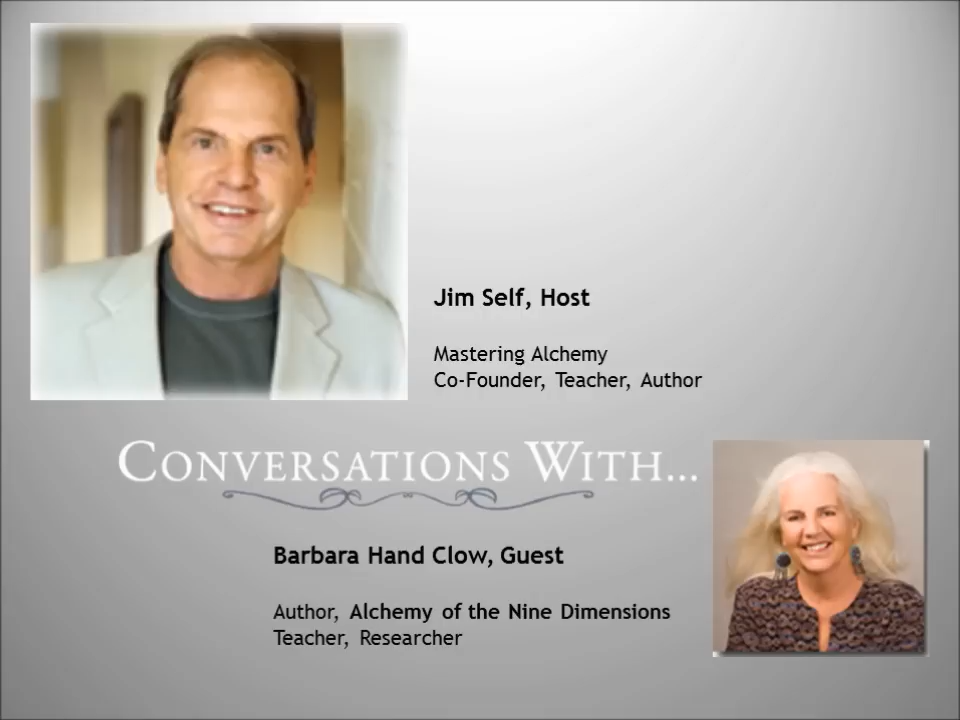 Jim Self, Host
Mastering Alchemy
Co-Founder, Teacher, Author
CONVERSATIONS WITH...
Barbara Hand Clow, Guest
Author, Alchemy of the Nine Dimensions
Teacher, Researcher